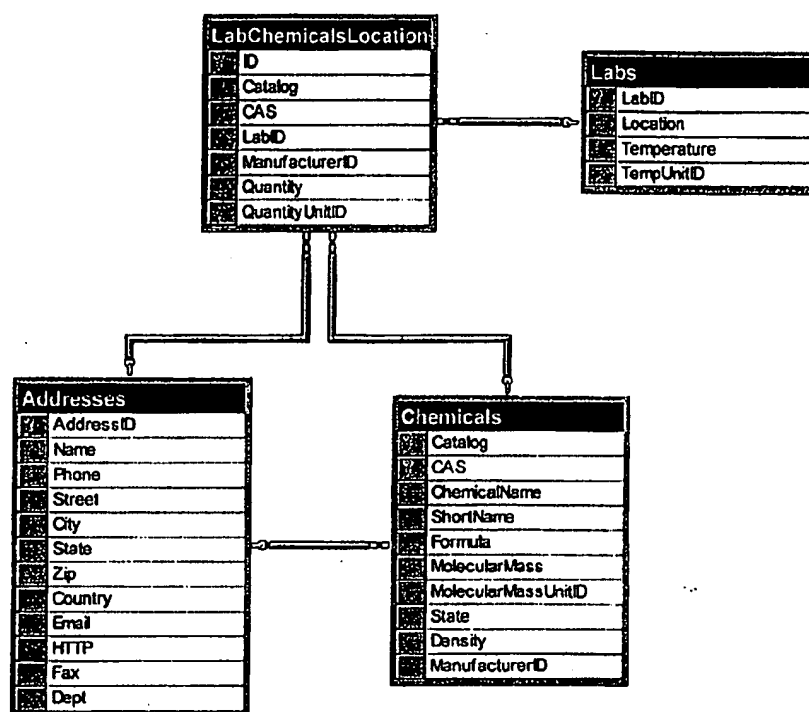 LabChemicalsLocation
ID
Catalog
CAS
LabID
ManufacturerID
Quantity
QuantityUnitID
Labs
LabID
Location
Temperature
TempUnitID
Addresses
AddressID
Name
Phone
Street
City
State
Zip
Country
Email
HTTP
Fax
Dept
Chemicals
Catalog
CAS
ChemicalName
ShortName
Formula
MolecularMass
MolecularMassUnitID
State
Density
ManufacturerID